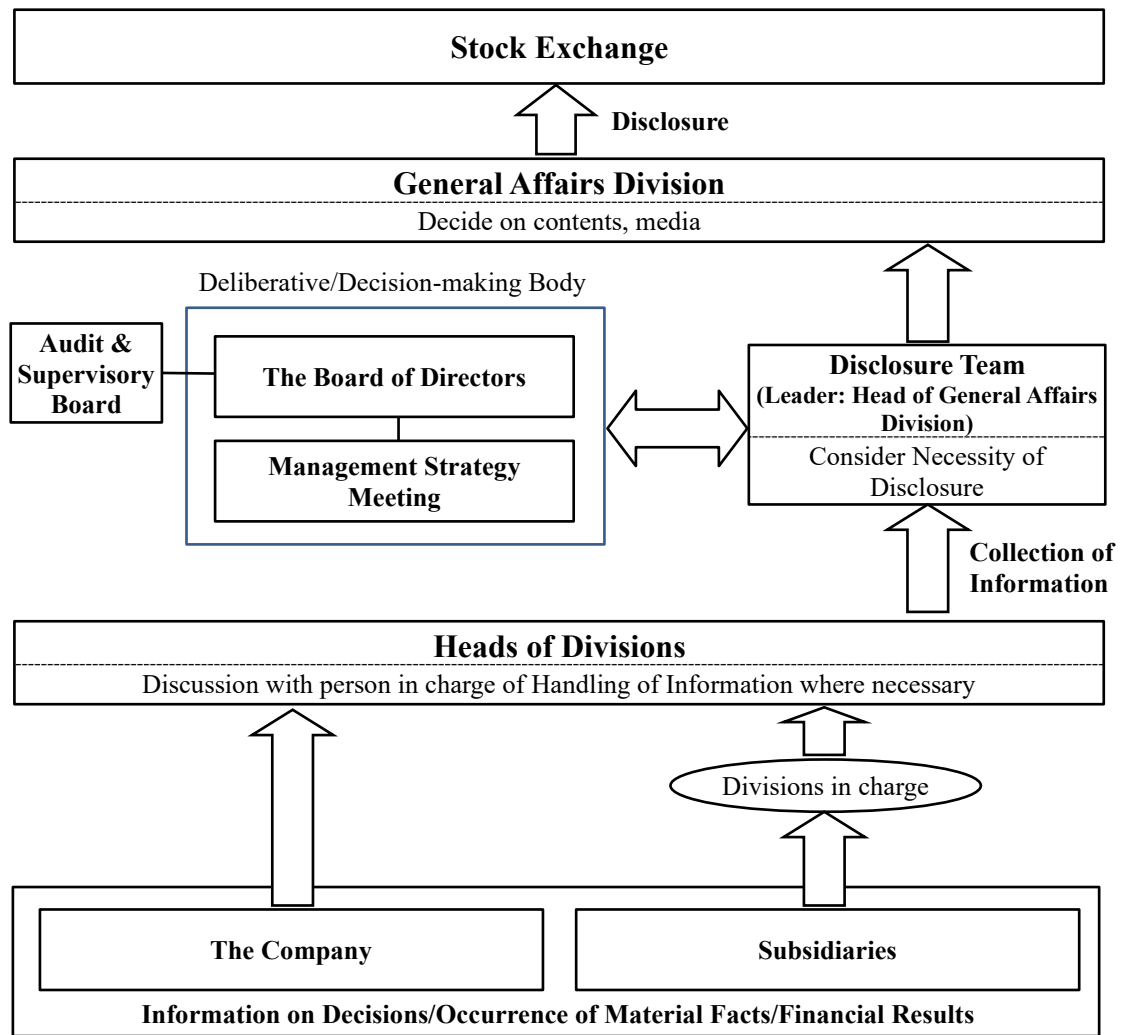 Stock Exchange
Disclosure
General Affairs Division
Decide on contents, media
Deliberative/Decision-making Body
Audit &
Supervisory
Board
The Board of Directors
Management Strategy
Meeting
Disclosure Team
(Leader: Head of General Affairs
Division)
Consider Necessity of
Disclosure
Collection of
Information
Heads of Divisions
Discussion with person in charge of Handling of Information where necessary
Divisions in charge
The Company
Subsidiaries
Information on Decisions/Occurrence of Material Facts/Financial Results